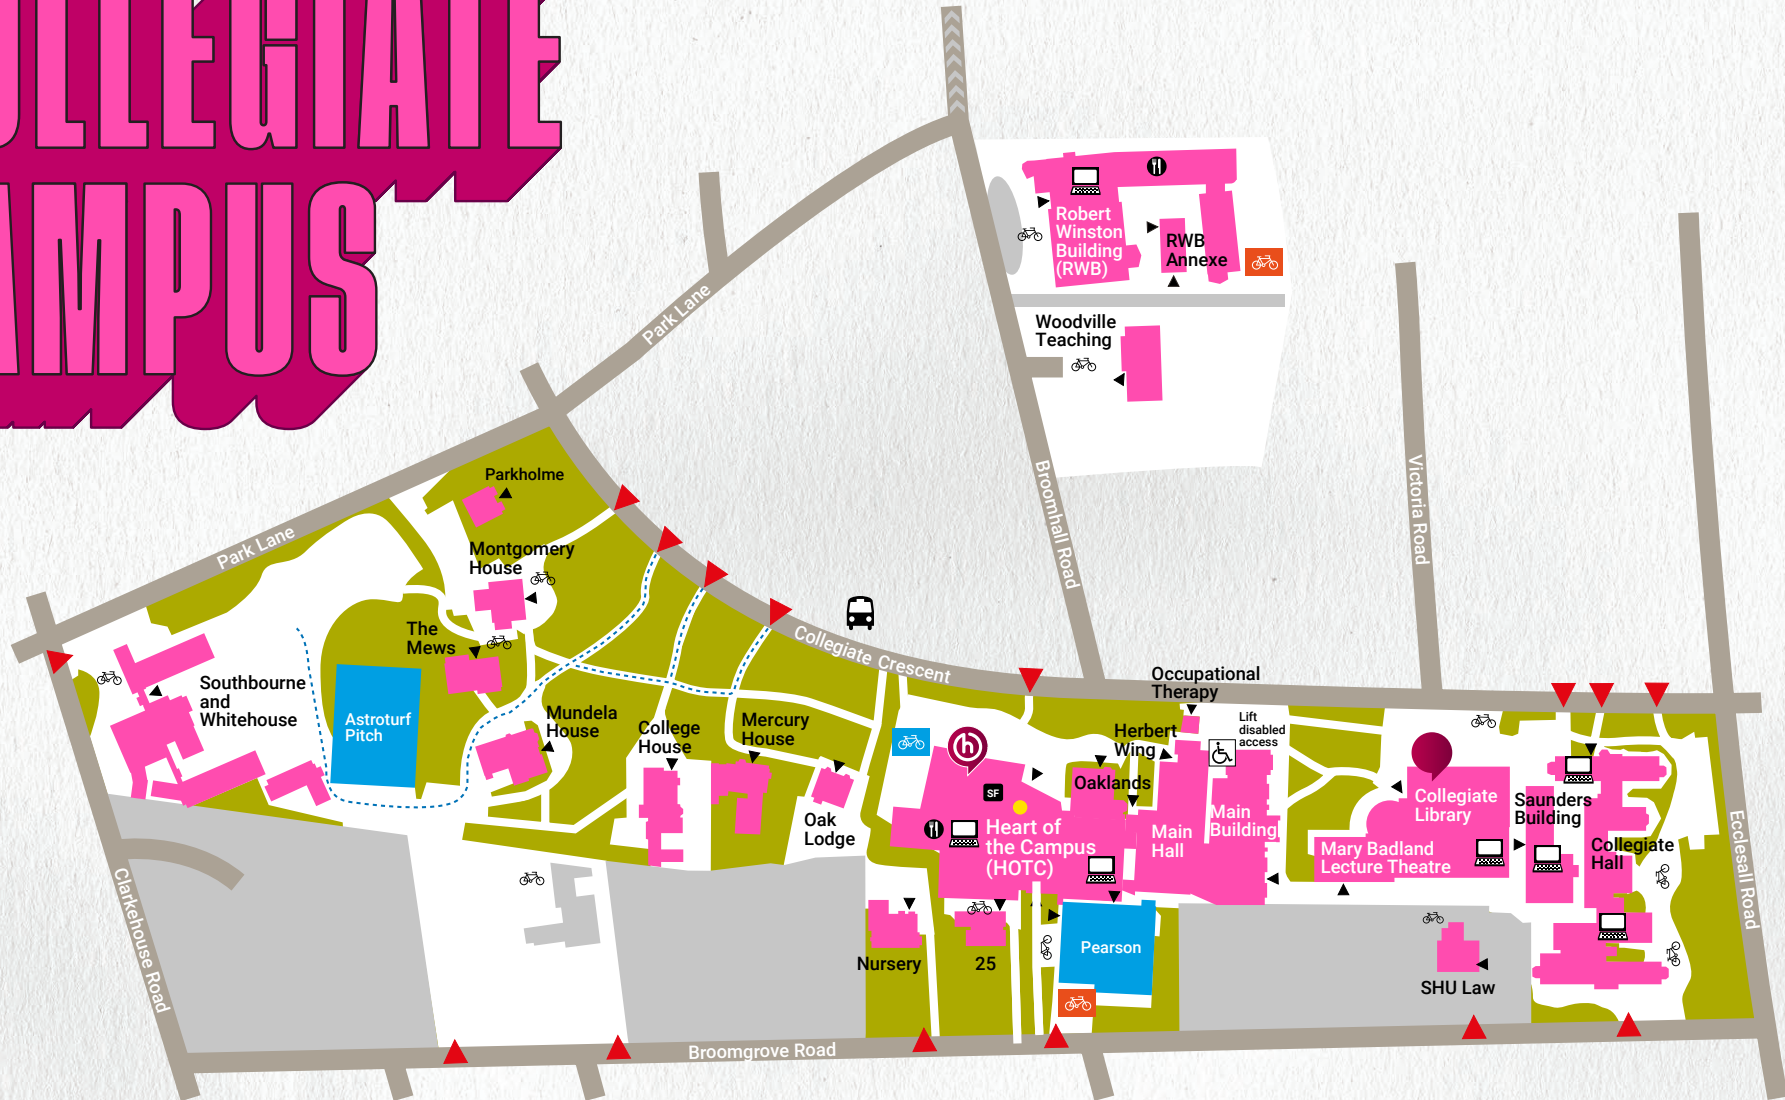 COLLEGIATE
CAMPUS
Park Lane
Robert
Winston
Building
(RWB)
RWB
Annexe
Woodville
Teaching
Broomhall Road
Victoria Road
Park Lane
Parkholme
Montgomery
House
The
Mews
Southbourne
and
Whitehouse
Astroturf
Pitch
Mundela
House
College
House
Mercury
House
Oak
Lodge
Collegiate Crescent
Occupational
Therapy
Herbert
Wing
Lift
disabled
access
Oaklands
h
SF
Heart of
the Campus
(HOTC)
Main
Hall
Main
Building
Collegiate
Library
Mary Badland
Lecture Theatre
Saunders
Building
Collegiate
Hall
Ecclesall Road
Clarkehouse Road
Nursery
25
Pearson
SHU Law
Broomgrove Road